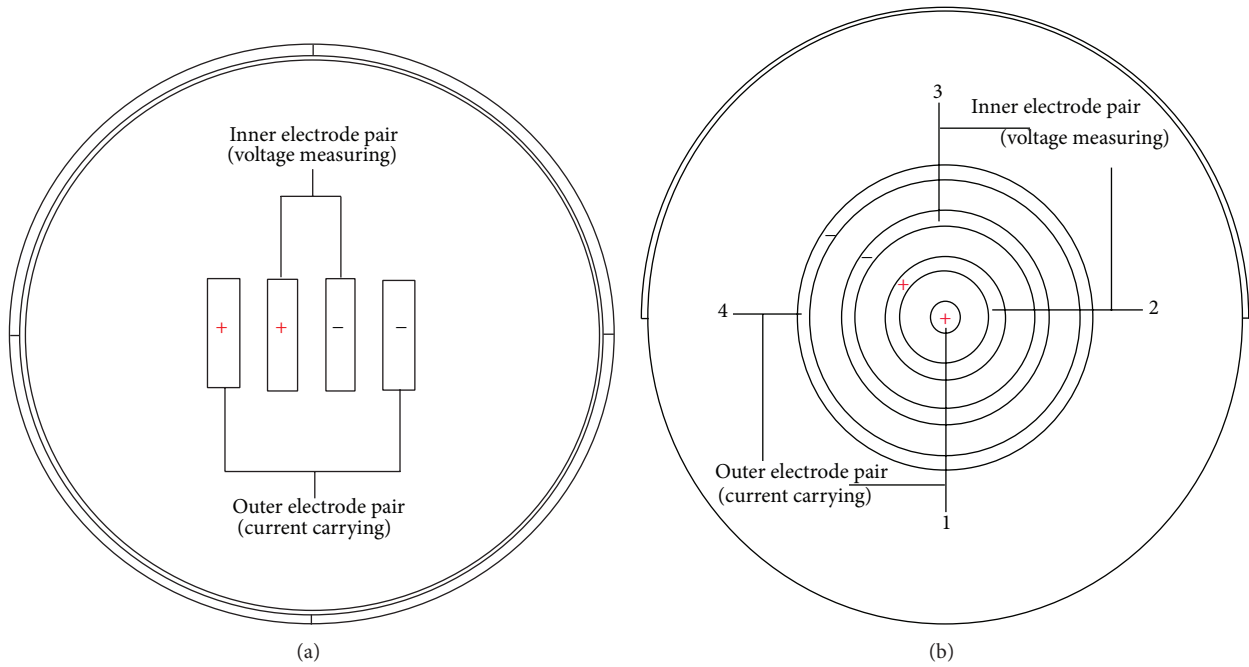 Inner electrode pair
(voltage measuring)
+ + − −
Outer electrode pair
(current carrying)
(a)
3
Inner electrode pair
(voltage measuring)
−
−
+
+
4
2
Outer electrode pair
(current carrying)
1
(b)